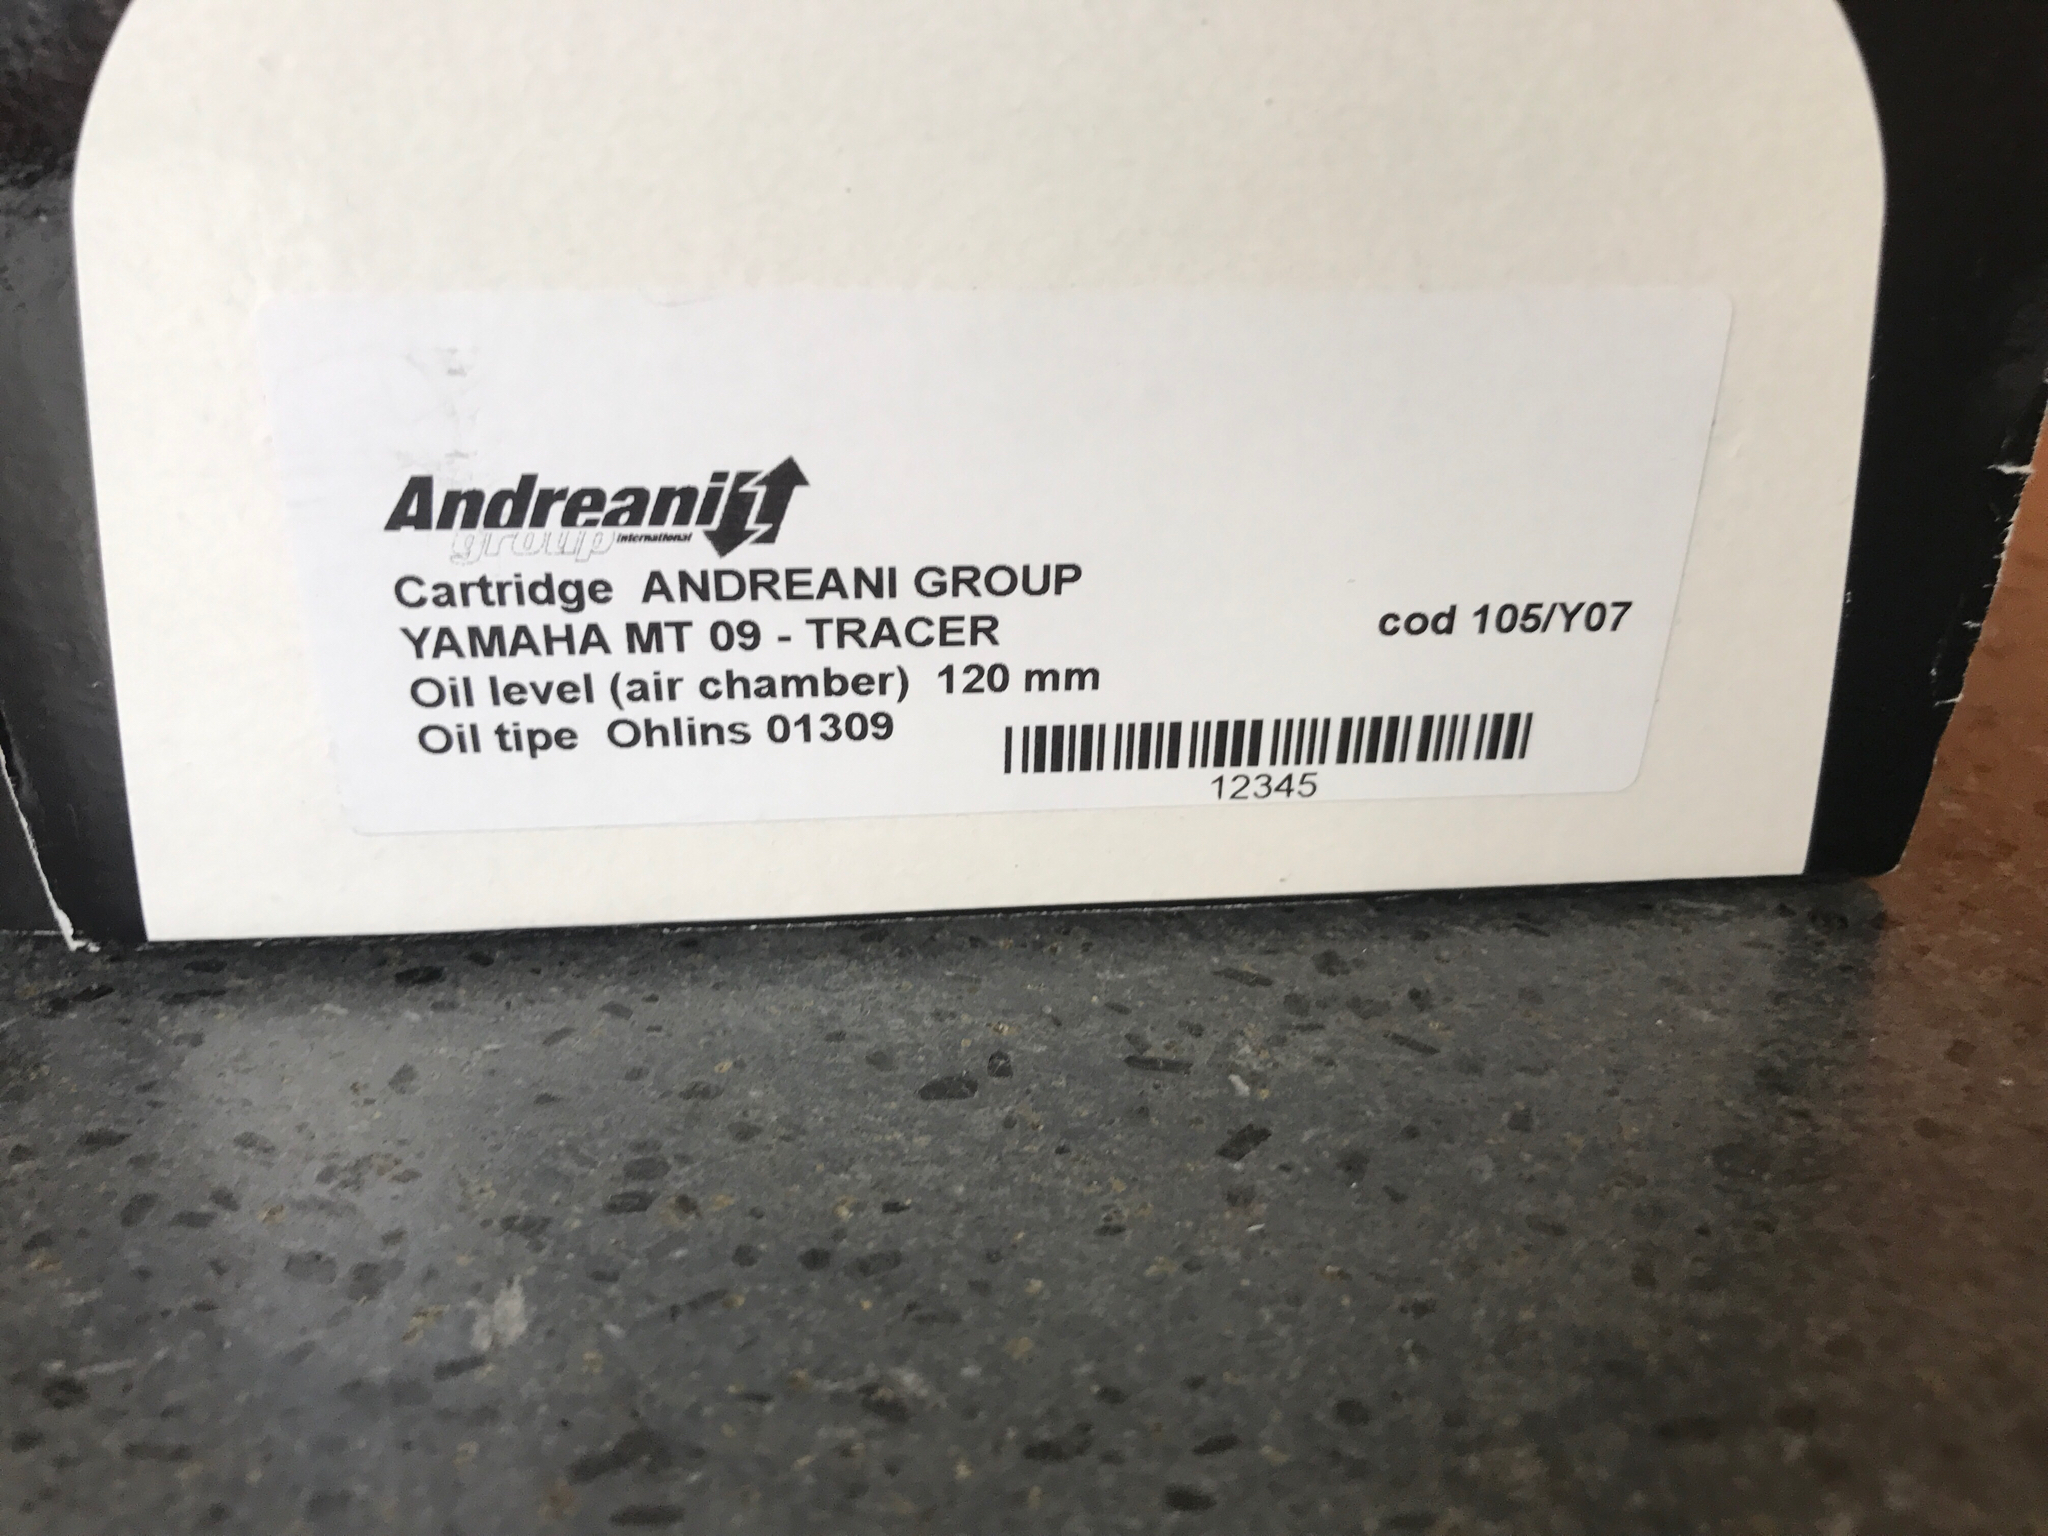 Andreani
group international
Cartridge ANDREANI GROUP
YAMAHA MT 09 - TRACER
cod 105/Y07
Oil level (air chamber) 120 mm
Oil tipe Ohlins 01309
12345